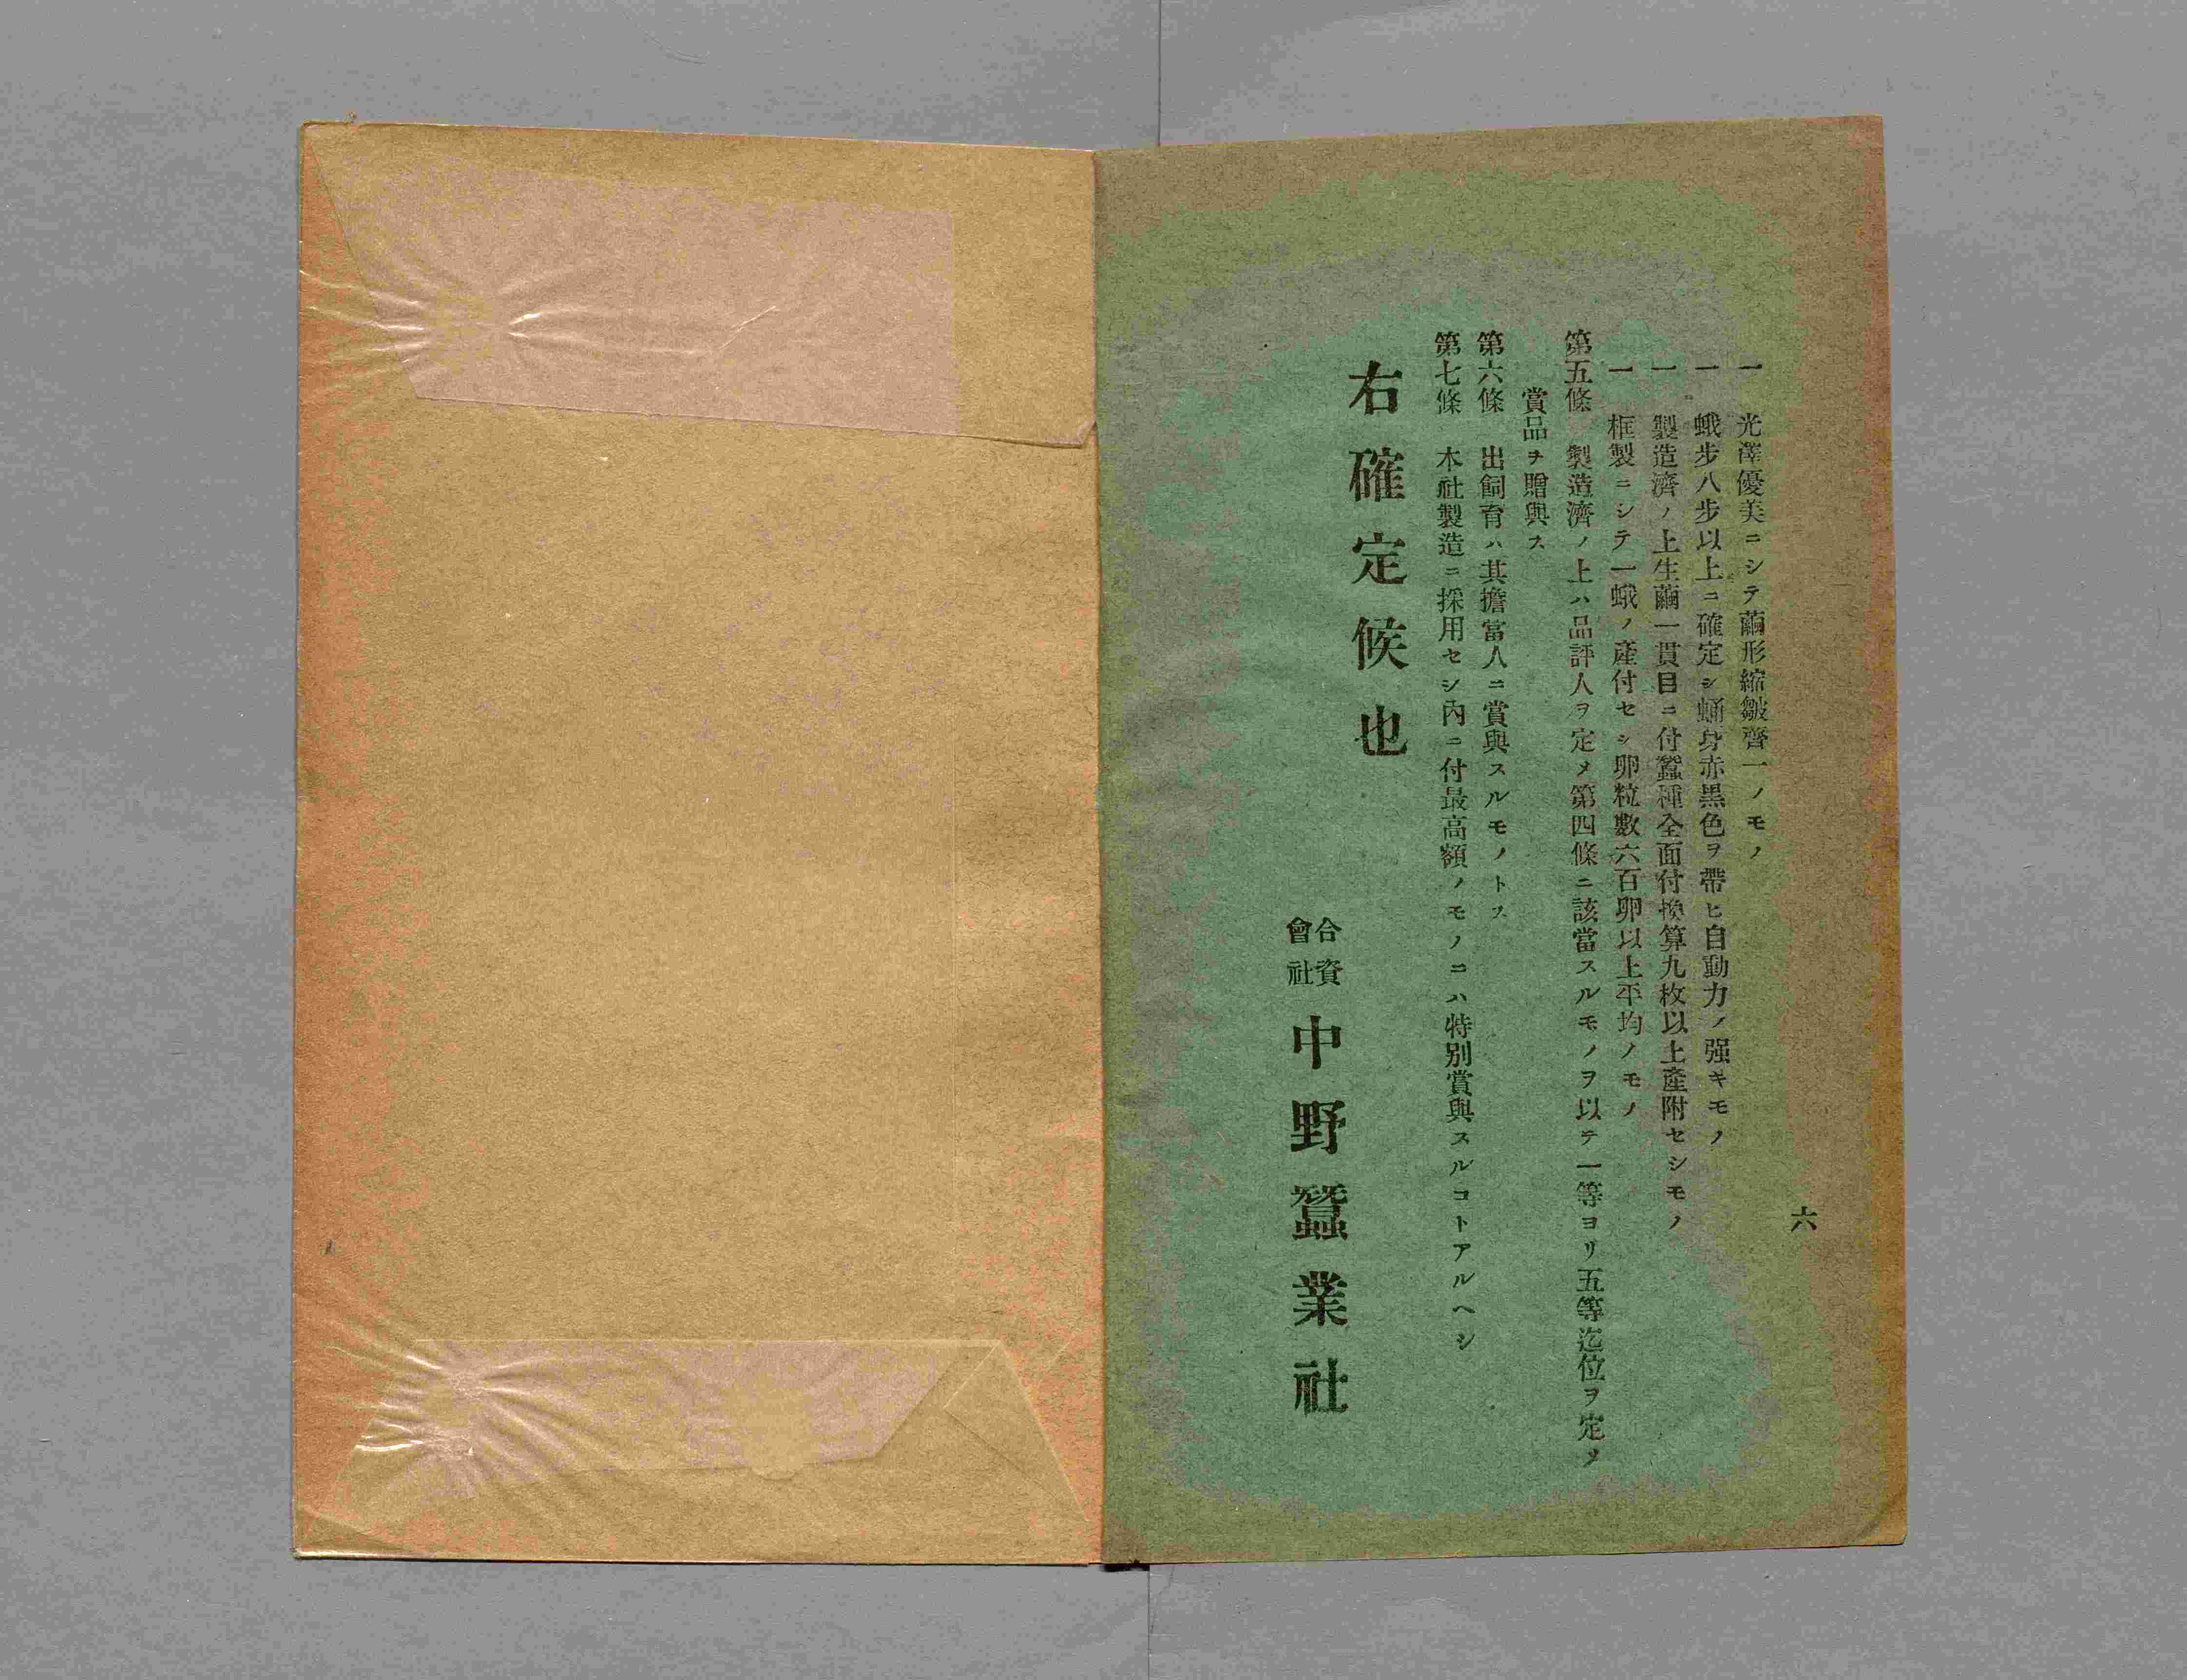 六
一 光澤優美ニシテ繭形縮皺齊一ノモノ
一 蛾步八步以上ニ確定シ蛹身赤黑色ヲ帶ヒ自動力ノ强キモノ
一 製造濟ノ上生繭一貫目ニ付蠶種全面付換算九枚以上產附セシモノ
一 框製ニシテ一蛾ノ產付セシ卵粒數六百卵以上平均ノモノ
第五條 製造濟ノ上ハ品評人ヲ定メ第四條ニ該當スルモノヲ以テ一等ヨリ五等迄位ヲ定メ
賞品ヲ贈與ス
第六條 出飼育ハ其擔當人ニ賞與スルモノトス
第七條 本社製造ニ採用セシ內ニ付最高額ノモノニハ特別賞與スルコトアルヘシ
右確定候也
合資會社 中野蠶業社